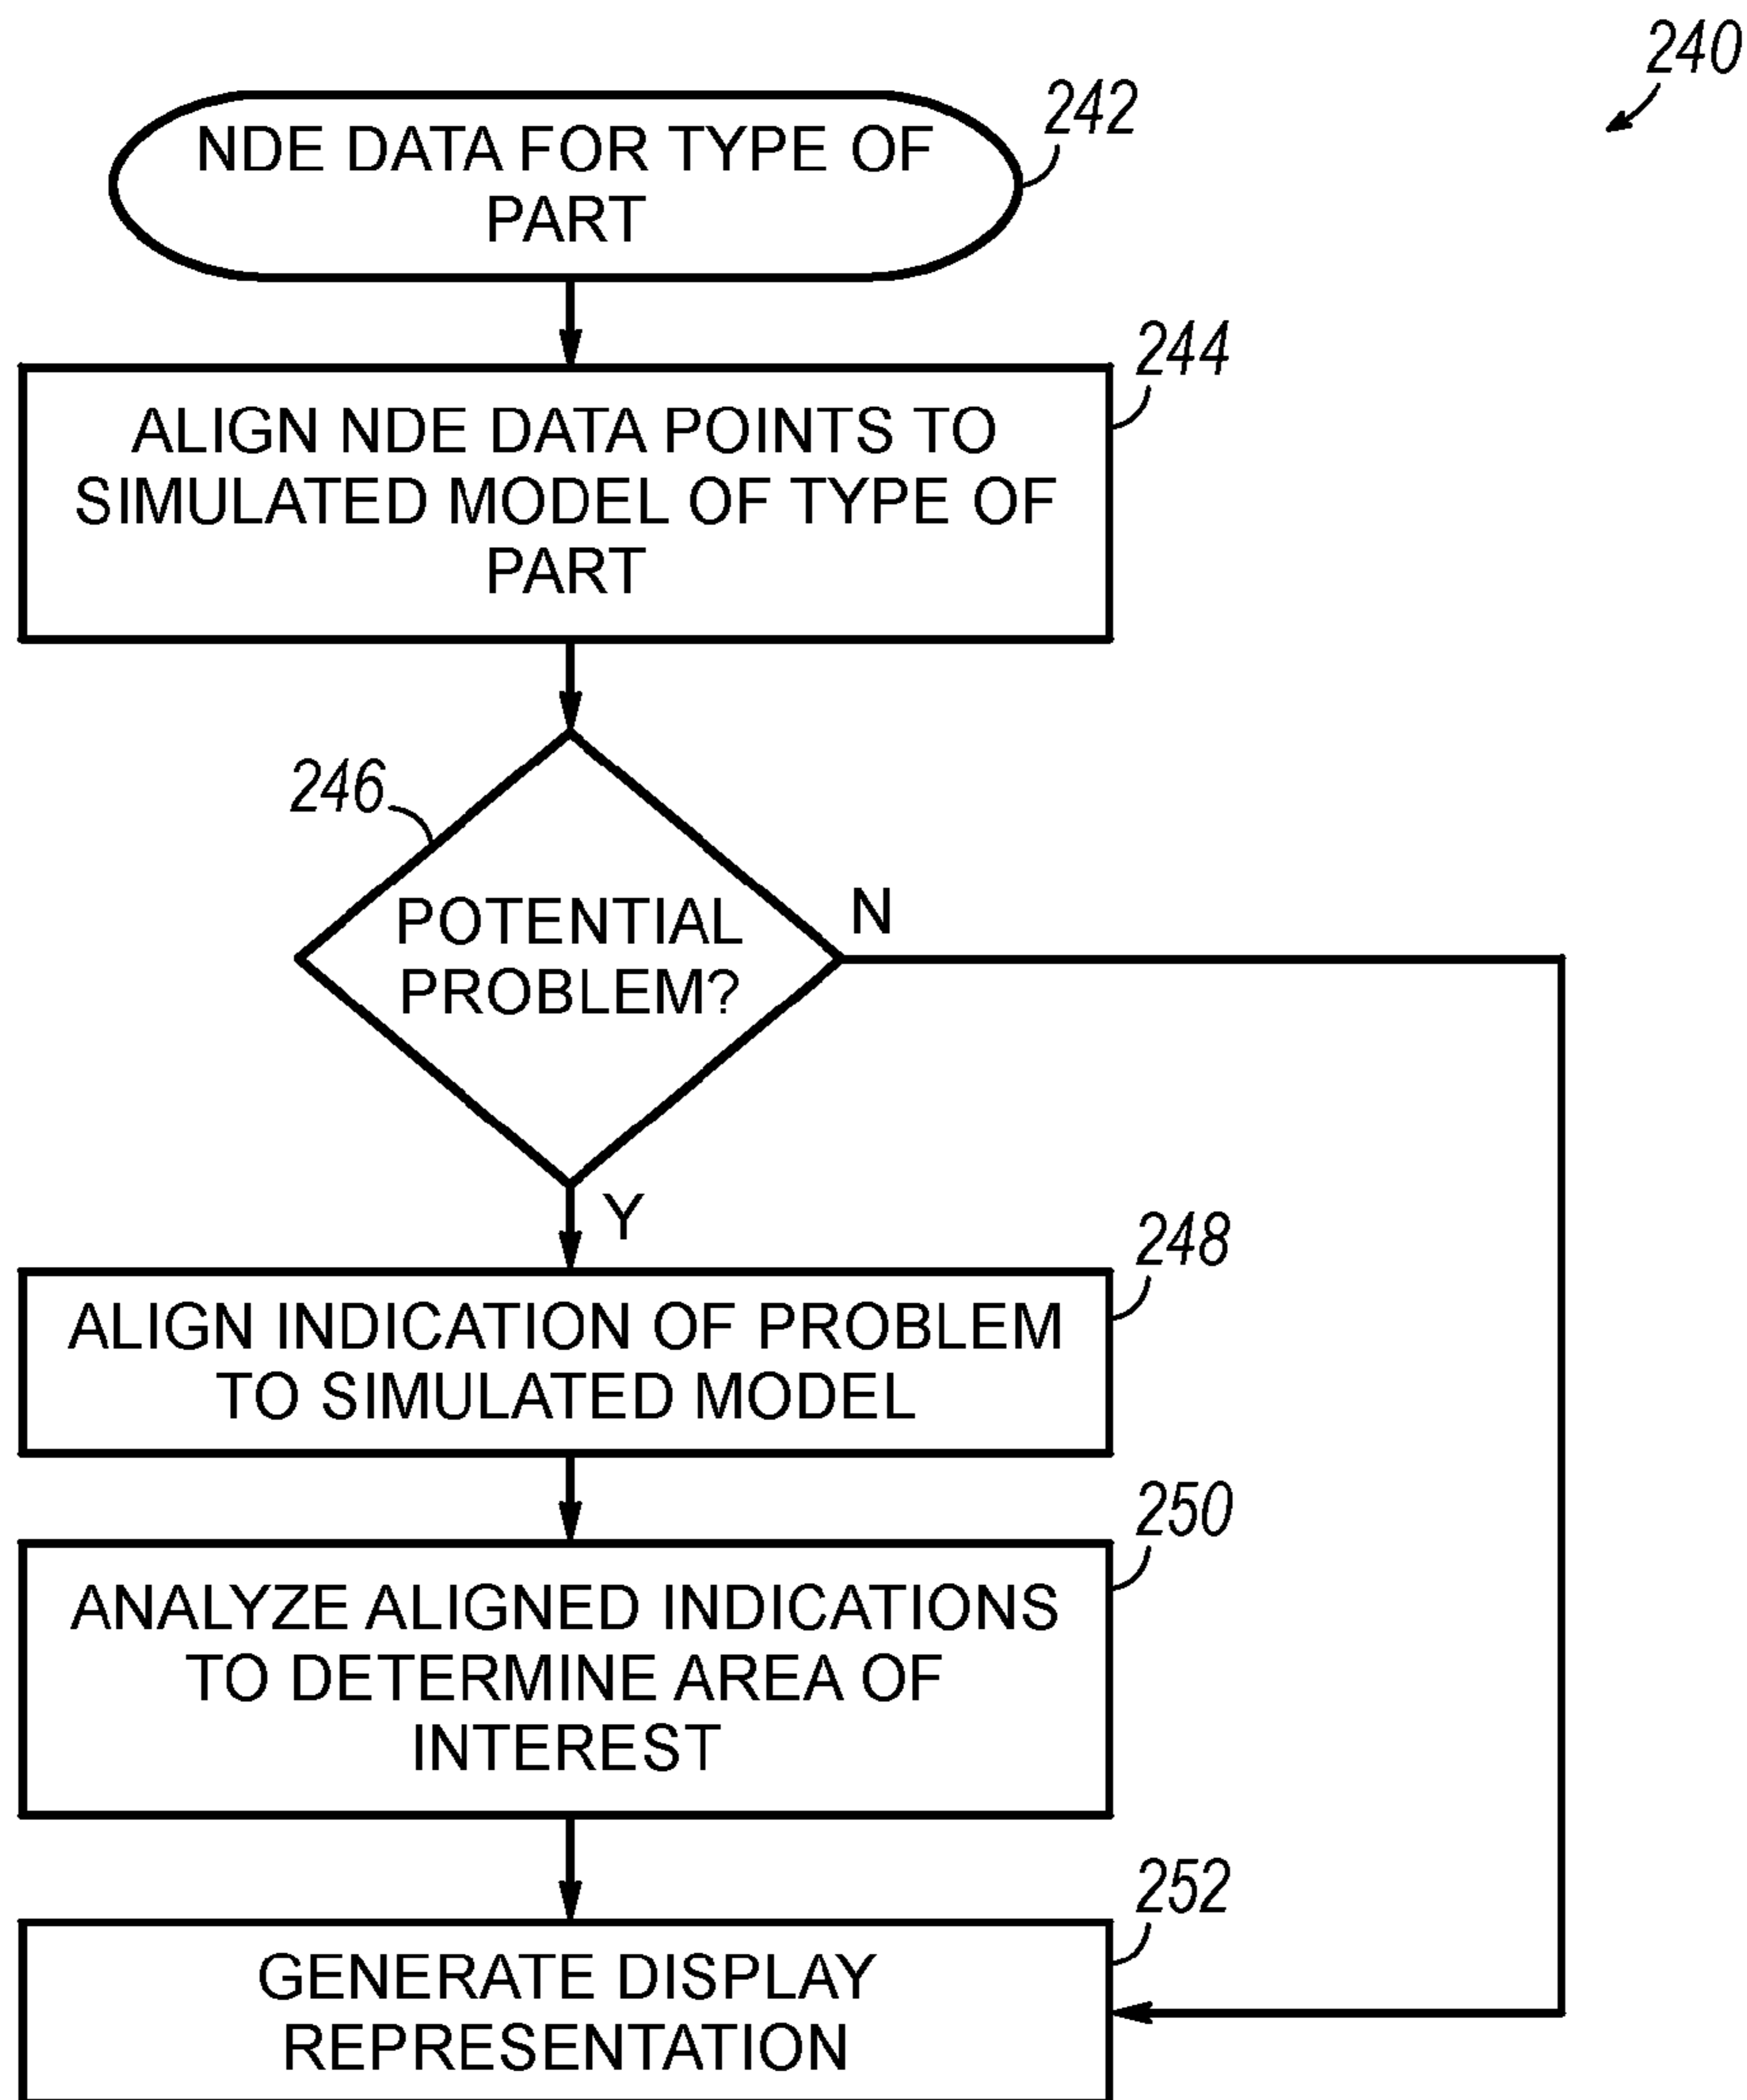 240
242
NDE DATA FOR TYPE OF
PART
244
ALIGN NDE DATA POINTS TO
SIMULATED MODEL OF TYPE OF
PART
246
POTENTIAL
PROBLEM?
N
Y
248
ALIGN INDICATION OF PROBLEM
TO SIMULATED MODEL
250
ANALYZE ALIGNED INDICATIONS
TO DETERMINE AREA OF
INTEREST
252
GENERATE DISPLAY
REPRESENTATION